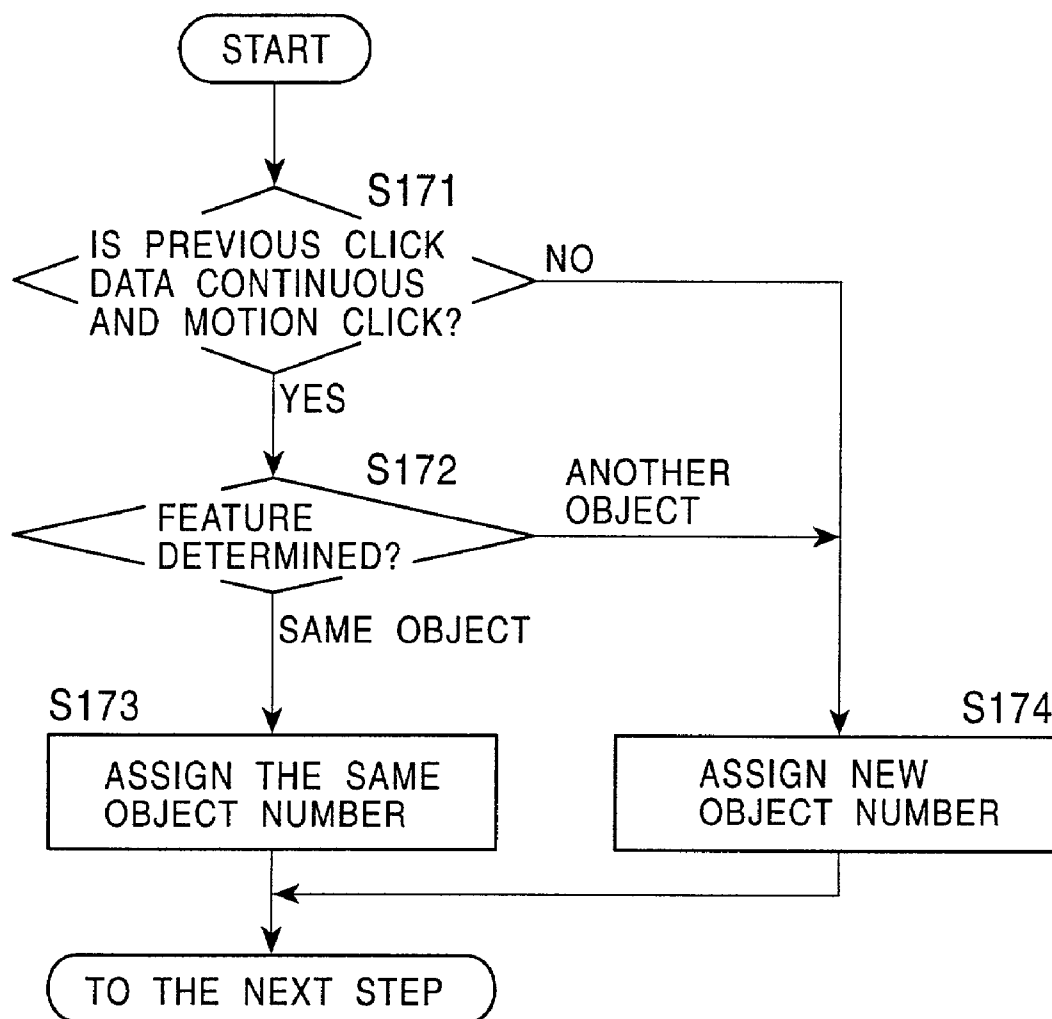 START
S171
IS PREVIOUS CLICK
DATA CONTINUOUS
AND MOTION CLICK?
NO
YES
S172
FEATURE
DETERMINED?
ANOTHER
OBJECT
SAME OBJECT
S173
ASSIGN THE SAME
OBJECT NUMBER
S174
ASSIGN NEW
OBJECT NUMBER
TO THE NEXT STEP